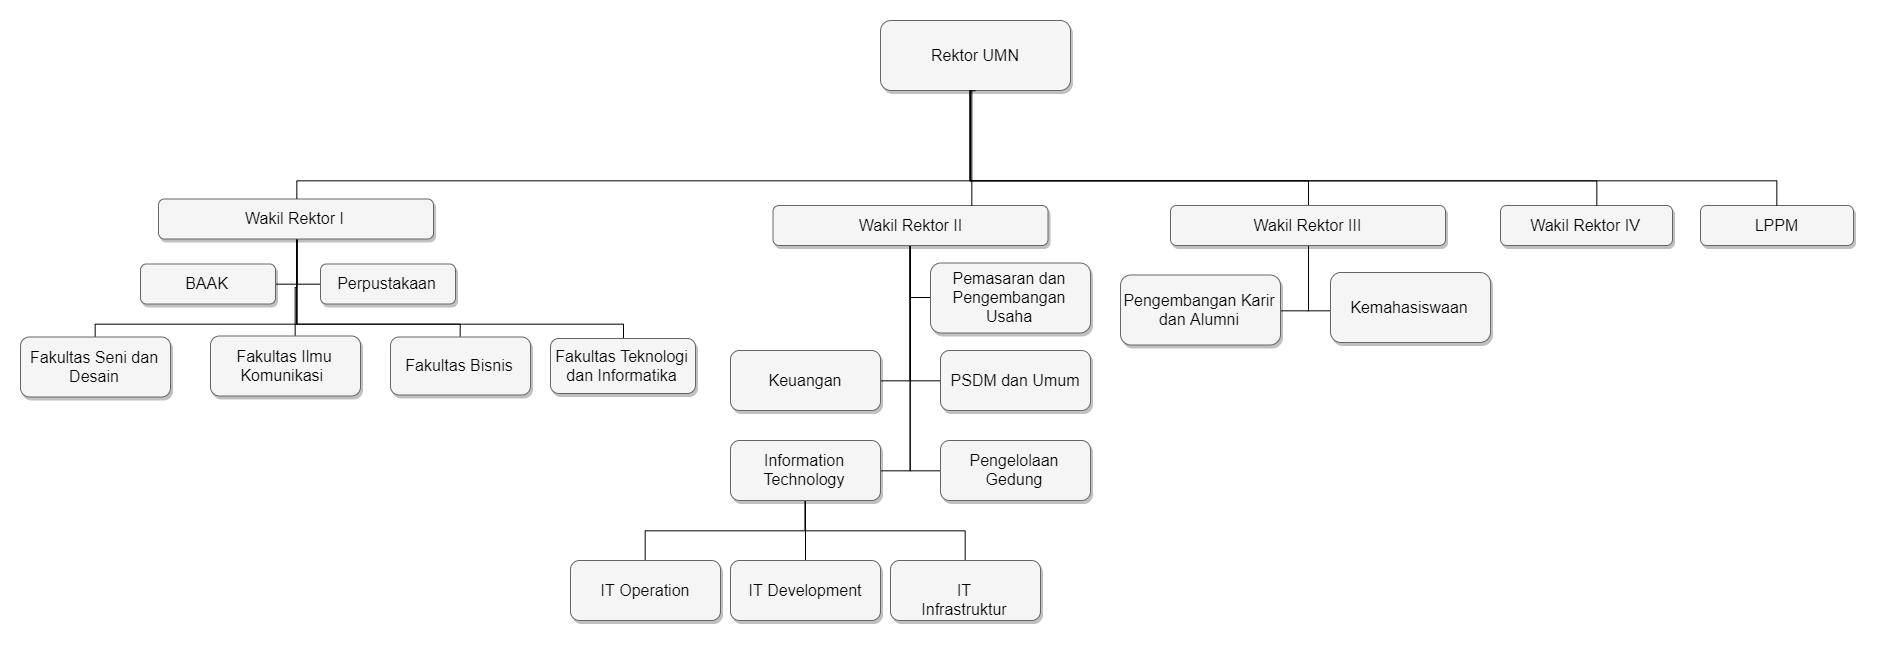 Rektor UMN
Wakil Rektor I
Wakil Rektor II
Wakil Rektor III
Wakil Rektor IV
LPPM
BAAK
Perpustakaan
Fakultas Seni dan
Desain
Fakultas Ilmu
Komunikasi
Fakultas Bisnis
Fakultas Teknologi
dan Informatika
Pemasaran dan
Pengembangan
Usaha
Keuangan
PSDM dan Umum
Information
Technology
Pengelolaan
Gedung
IT Operation
IT Development
IT
Infrastruktur
Pengembangan Karir
dan Alumni
Kemahasiswaan